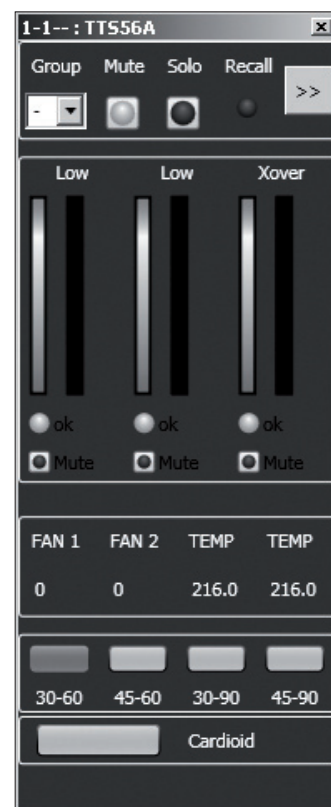 1-1-- : TTS56A x
Group Mute Solo Recall
- >>
Low Low Xover
ok ok ok
Mute Mute Mute
FAN 1 FAN 2 TEMP TEMP
0 0 216.0 216.0
30-60 45-60 30-90 45-90
Cardioid